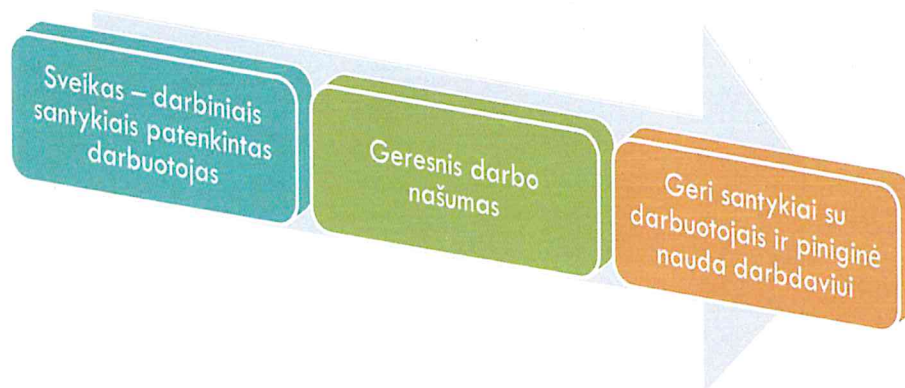 Sveikas – darbiniais
santykiais patenkintas
darbuotojas
Geresnis darbo
našumas
Geri santykiai su
darbuotojais ir piniginė
nauda darbdaviui